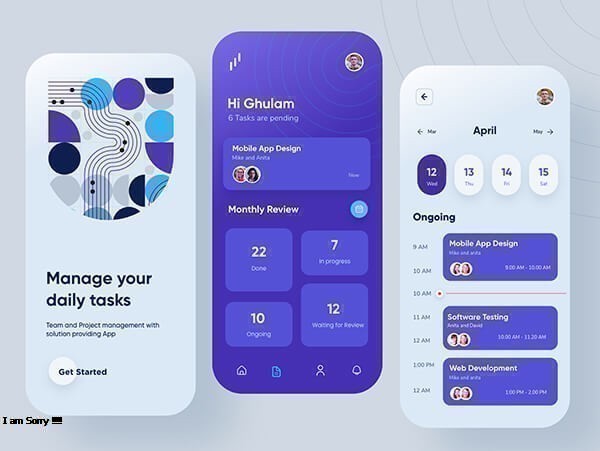 Manage your
daily tasks
Team and Project management with
solution providing App
Get Started
I am Sorry !!!!
Hi Ghulam
6 Tasks are pending
Mobile App Design
Mike and Anita
Now
Monthly Review
22
Done
7
In progress
10
Ongoing
12
Waiting for Review
Mar
April
May
12
Wed
13
Thu
14
Fri
15
Sat
Ongoing
9 AM
Mobile App Design
Mike and anita
9:00 AM - 10:00 AM
10 AM
10 AM
11 AM
Software Testing
Anita and David
10:00 AM - 11:20 AM
12 AM
1:00 PM
Web Development
Mike and anita
1:00 PM - 2:00 PM
12 AM